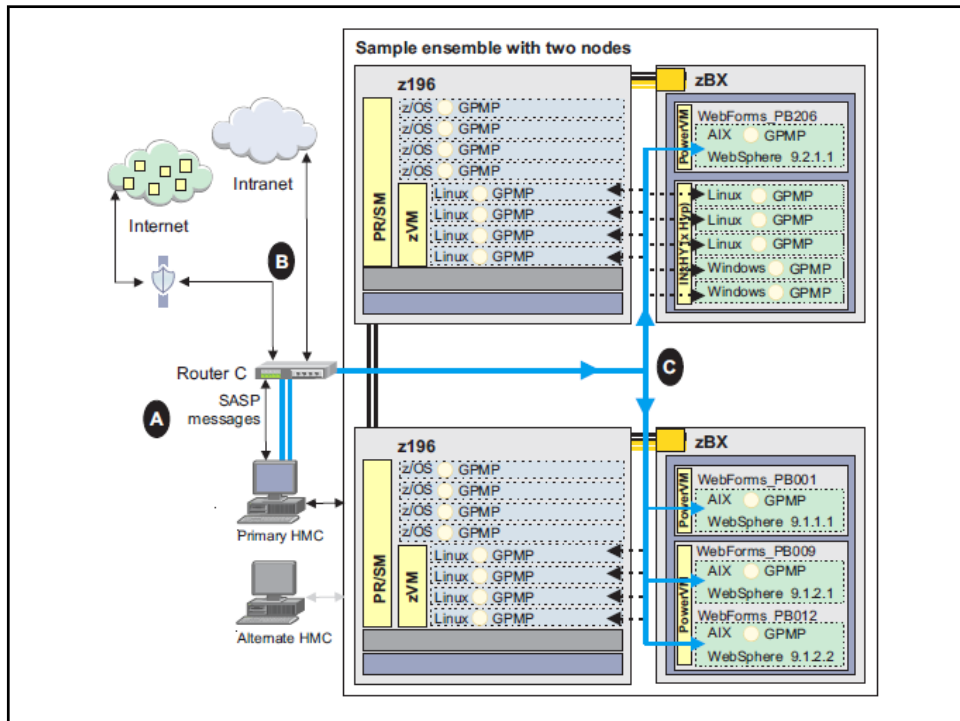 Sample ensemble with two nodes
z196
PR/SM
z/OS GPMP
z/OS GPMP
z/OS GPMP
z/OS GPMP
zVM
Linux GPMP
Linux GPMP
Linux GPMP
Linux GPMP
zBX
PowerVM
WebForms_PB206
AIX GPMP
WebSphere 9.2.1.1
Linux GPMP
Linux GPMP
Linux GPMP
Windows GPMP
Windows GPMP
Intranet
Internet
B
Router C
SASP
messages
A
C
Primary HMC
Alternate HMC
z196
PR/SM
z/OS GPMP
z/OS GPMP
z/OS GPMP
z/OS GPMP
zVM
Linux GPMP
Linux GPMP
Linux GPMP
Linux GPMP
zBX
PowerVM
WebForms_PB001
AIX GPMP
WebSphere 9.1.1.1
PowerVM
WebForms_PB009
AIX GPMP
WebSphere 9.1.2.1
WebForms_PB012
AIX GPMP
WebSphere 9.1.2.2